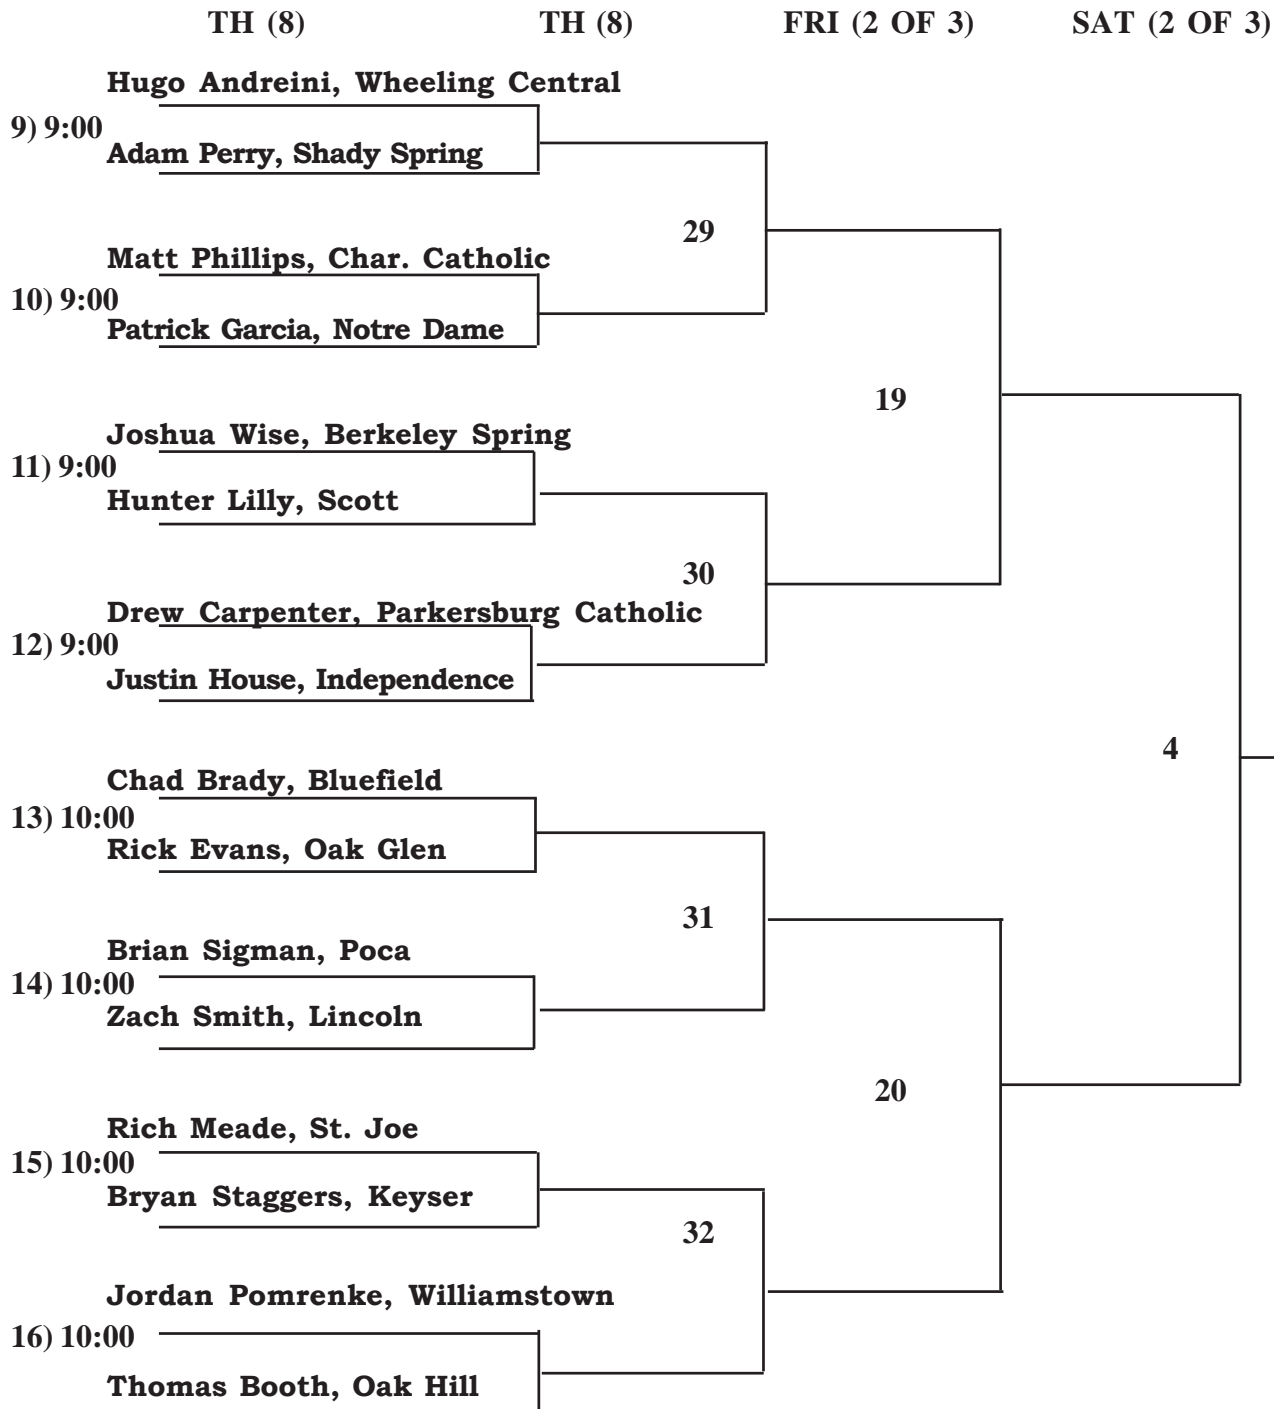 TH (8) TH (8) FRI (2 OF 3) SAT (2 OF 3)
Hugo Andreini, Wheeling Central
9) 9:00
Adam Perry, Shady Spring
29
Matt Phillips, Char. Catholic
10) 9:00
Patrick Garcia, Notre Dame
19
Joshua Wise, Berkeley Spring
11) 9:00
Hunter Lilly, Scott
30
Drew Carpenter, Parkersburg Catholic
12) 9:00
Justin House, Independence
4
Chad Brady, Bluefield
13) 10:00
Rick Evans, Oak Glen
31
Brian Sigman, Poca
14) 10:00
Zach Smith, Lincoln
20
Rich Meade, St. Joe
15) 10:00
Bryan Staggers, Keyser
32
Jordan Pomrenke, Williamstown
16) 10:00
Thomas Booth, Oak Hill